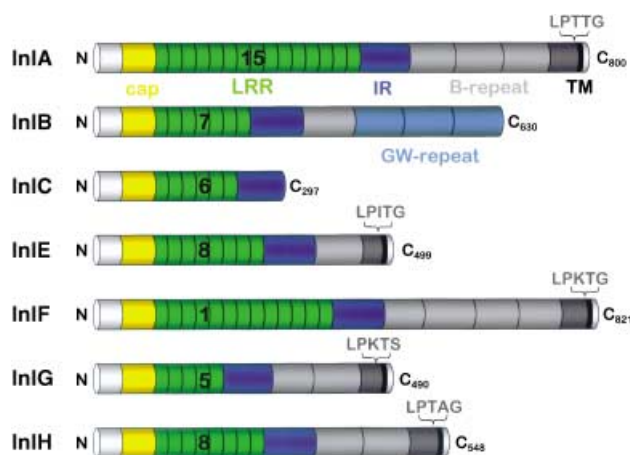 LPTTG
InlA N 15 C800
cap LRR IR B-repeat TM
InlB N 7 C630
GW-repeat
InlC N 6 C297
LPITG
InlE N 8 C499
LPKTG
InlF N 1 C821
LPKTS
InlG N 5 C490
LPTAG
InlH N 8 C548